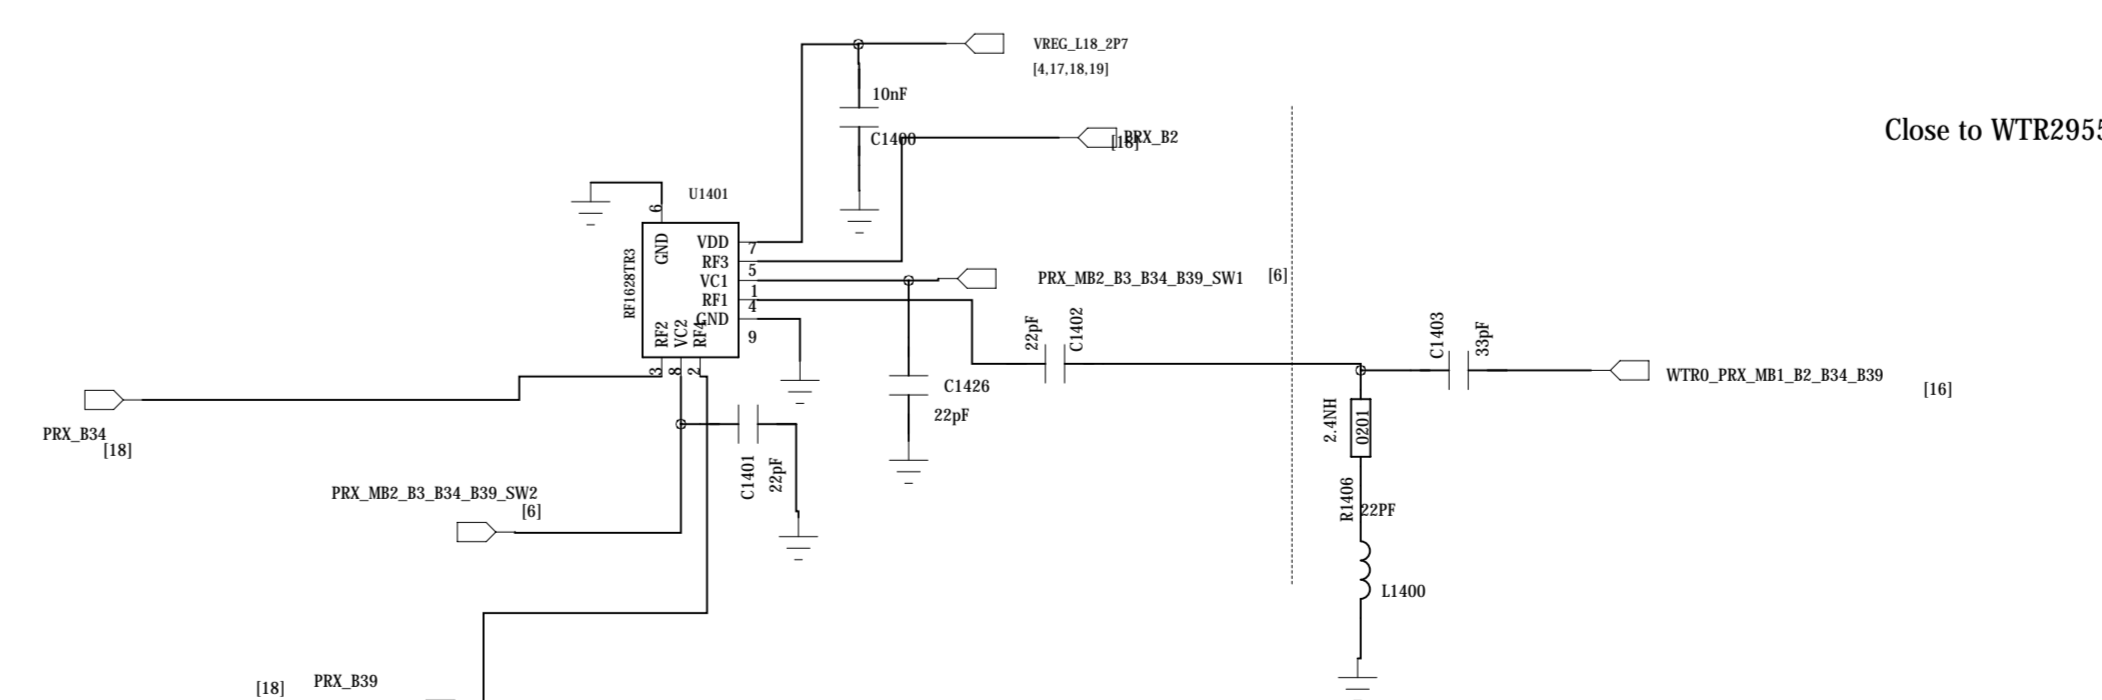 VREG_L18_2P7
[4,17,18,19]
10nF
C1400
PRX_B2
[18]
Close to WTR2955
U1401
6
GND
RF1628TR3
VDD
7
RF3
5
VC1
1
RF1
4
GND
9
RF2
VC2
RF4
3
8
2
PRX_MB2_B3_B34_B39_SW1
[6]
22pF
C1402
C1403
33pF
WTR0_PRX_MB1_B2_B34_B39
[16]
C1426
22pF
PRX_B34
[18]
2.4NH
0201
C1401
22pF
PRX_MB2_B3_B34_B39_SW2
[6]
R1406
22PF
L1400
[18]
PRX_B39